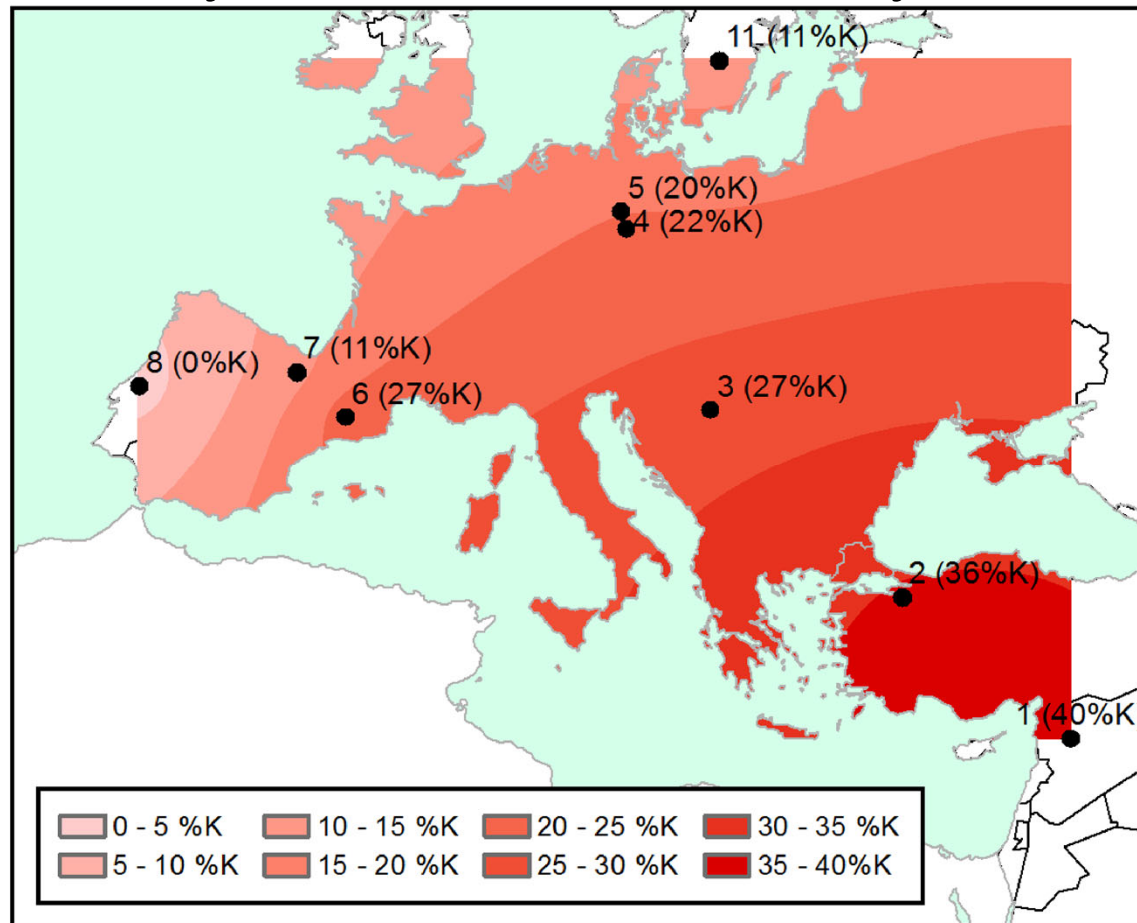 11 (11%K)
5 (20%K)
4 (22%K)
7 (11%K)
8 (0%K)
6 (27%K)
3 (27%K)
2 (36%K)
1 (40%K
0 - 5 %K
10 - 15 %K
20 - 25 %K
30 - 35 %K
5 - 10 %K
15 - 20 %K
25 - 30 %K
35 - 40%K